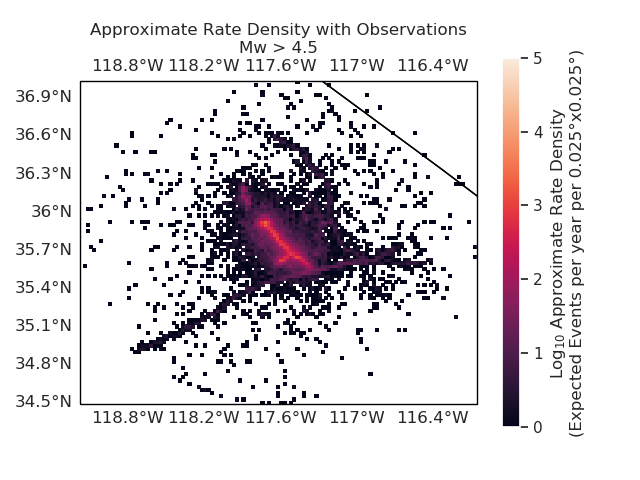 Approximate Rate Density with Observations
Mw > 4.5
118.8°W 118.2°W 117.6°W 117°W 116.4°W
36.9°N
36.6°N
36.3°N
36°N
35.7°N
35.4°N
35.1°N
34.8°N
34.5°N
118.8°W 118.2°W 117.6°W 117°W 116.4°W
5
4
3
2
1
0
Log₁₀ Approximate Rate Density
(Expected Events per year per 0.025°x0.025°)